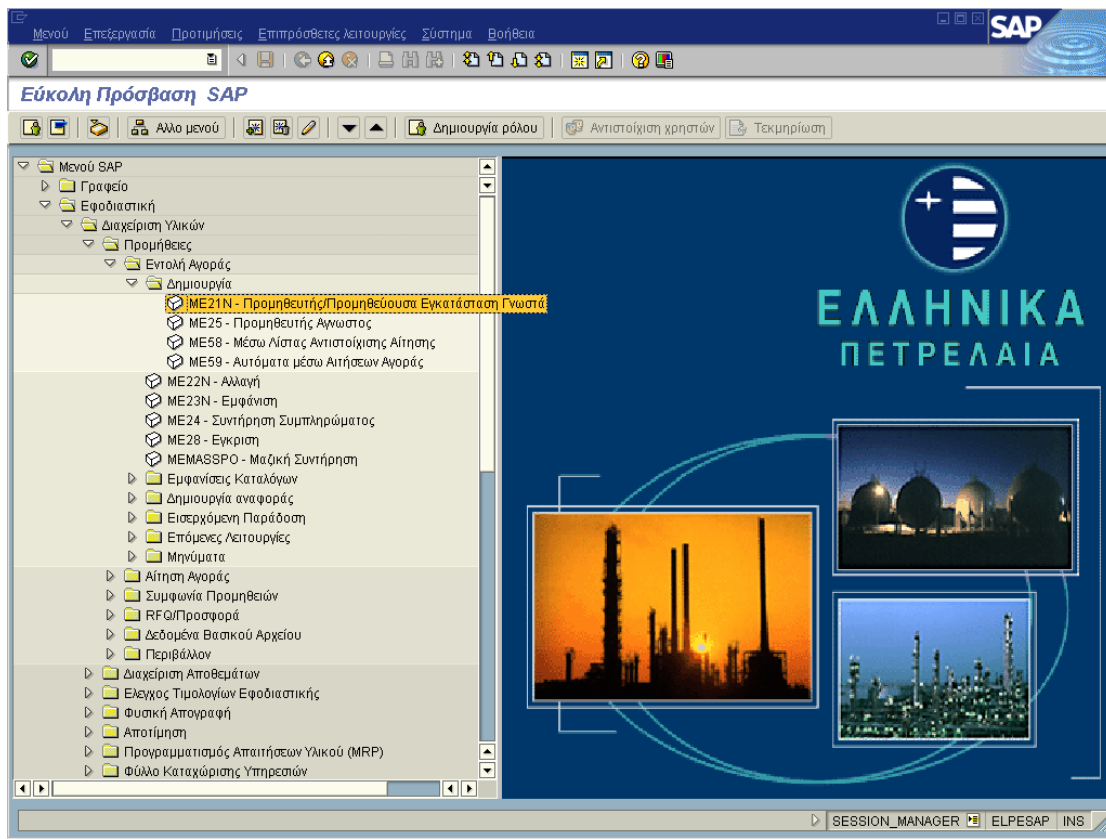 Μενού Επεξεργασία Προτιμήσεις Επιπρόσθετες λειτουργίες Σύστημα Βοήθεια
SAP
Εύκολη Πρόσβαση SAP
Αλλο μενού Δημιουργία ρόλου Αντιστοίχιση χρηστών Τεκμηρίωση
Μενού SAP
Γραφείο
Εφοδιαστική
Διαχείριση Υλικών
Προμήθειες
Εντολή Αγοράς
Δημιουργία
ME21N - Προμηθευτής/Προμηθεύουσα Εγκατάσταση Γνωστά
ME25 - Προμηθευτής Αγνωστος
ME58 - Μέσω Λίστας Αντιστοίχισης Αίτησης
ME59 - Αυτόματα μέσω Αιτήσεων Αγοράς
ME22N - Αλλαγή
ME23N - Εμφάνιση
ME24 - Συντήρηση Συμπληρώματος
ME28 - Εγκριση
MEMASSPO - Μαζική Συντήρηση
Εμφανίσεις Καταλόγων
Δημιουργία αναφοράς
Εισερχόμενη Παράδοση
Επόμενες Λειτουργίες
Μηνύματα
Αίτηση Αγοράς
Συμφωνία Προμηθειών
RFQ/Προσφορά
Δεδομένα Βασικού Αρχείου
Περιβάλλον
Διαχείριση Αποθεμάτων
Ελεγχος Τιμολογίων Εφοδιαστικής
Φυσική Απογραφή
Αποτίμηση
Προγραμματισμός Απαιτήσεων Υλικού (MRP)
Φύλλο Καταχώρισης Υπηρεσιών
ΕΛΛΗΝΙΚΑ
ΠΕΤΡΕΛΑΙΑ
SESSION_MANAGER ELPESAP INS